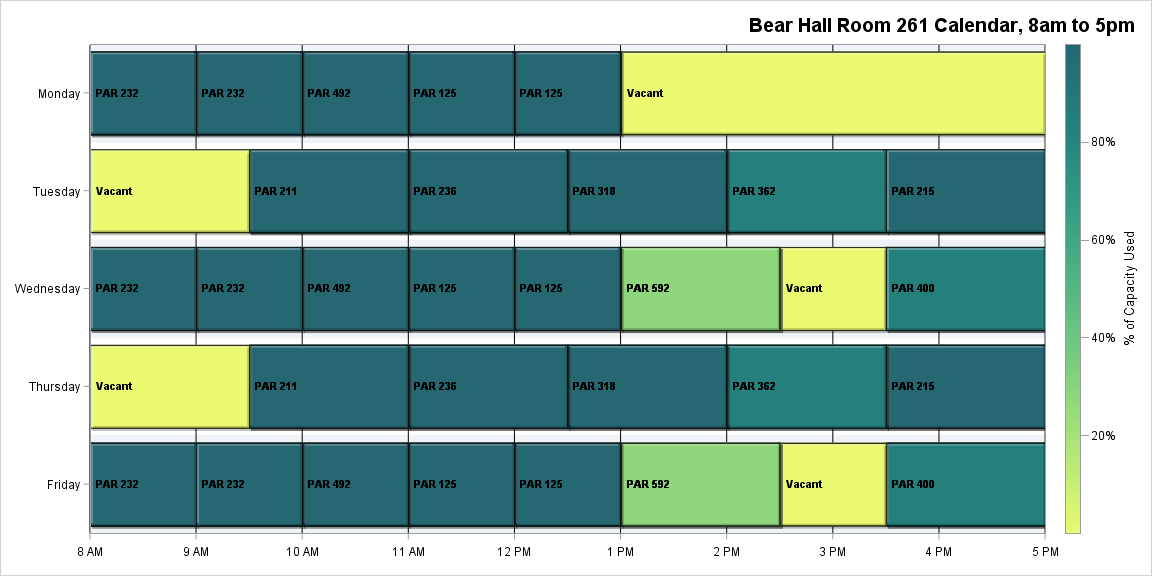 Bear Hall Room 261 Calendar, 8am to 5pm
Monday
PAR 232
PAR 232
PAR 492
PAR 125
PAR 125
Vacant
Tuesday
Vacant
PAR 211
PAR 236
PAR 318
PAR 362
PAR 215
Wednesday
PAR 232
PAR 232
PAR 492
PAR 125
PAR 125
PAR 592
Vacant
PAR 400
Thursday
Vacant
PAR 211
PAR 236
PAR 318
PAR 362
PAR 215
Friday
PAR 232
PAR 232
PAR 492
PAR 125
PAR 125
PAR 592
Vacant
PAR 400
8 AM
9 AM
10 AM
11 AM
12 PM
1 PM
2 PM
3 PM
4 PM
5 PM
80%
60%
40%
20%
% of Capacity Used